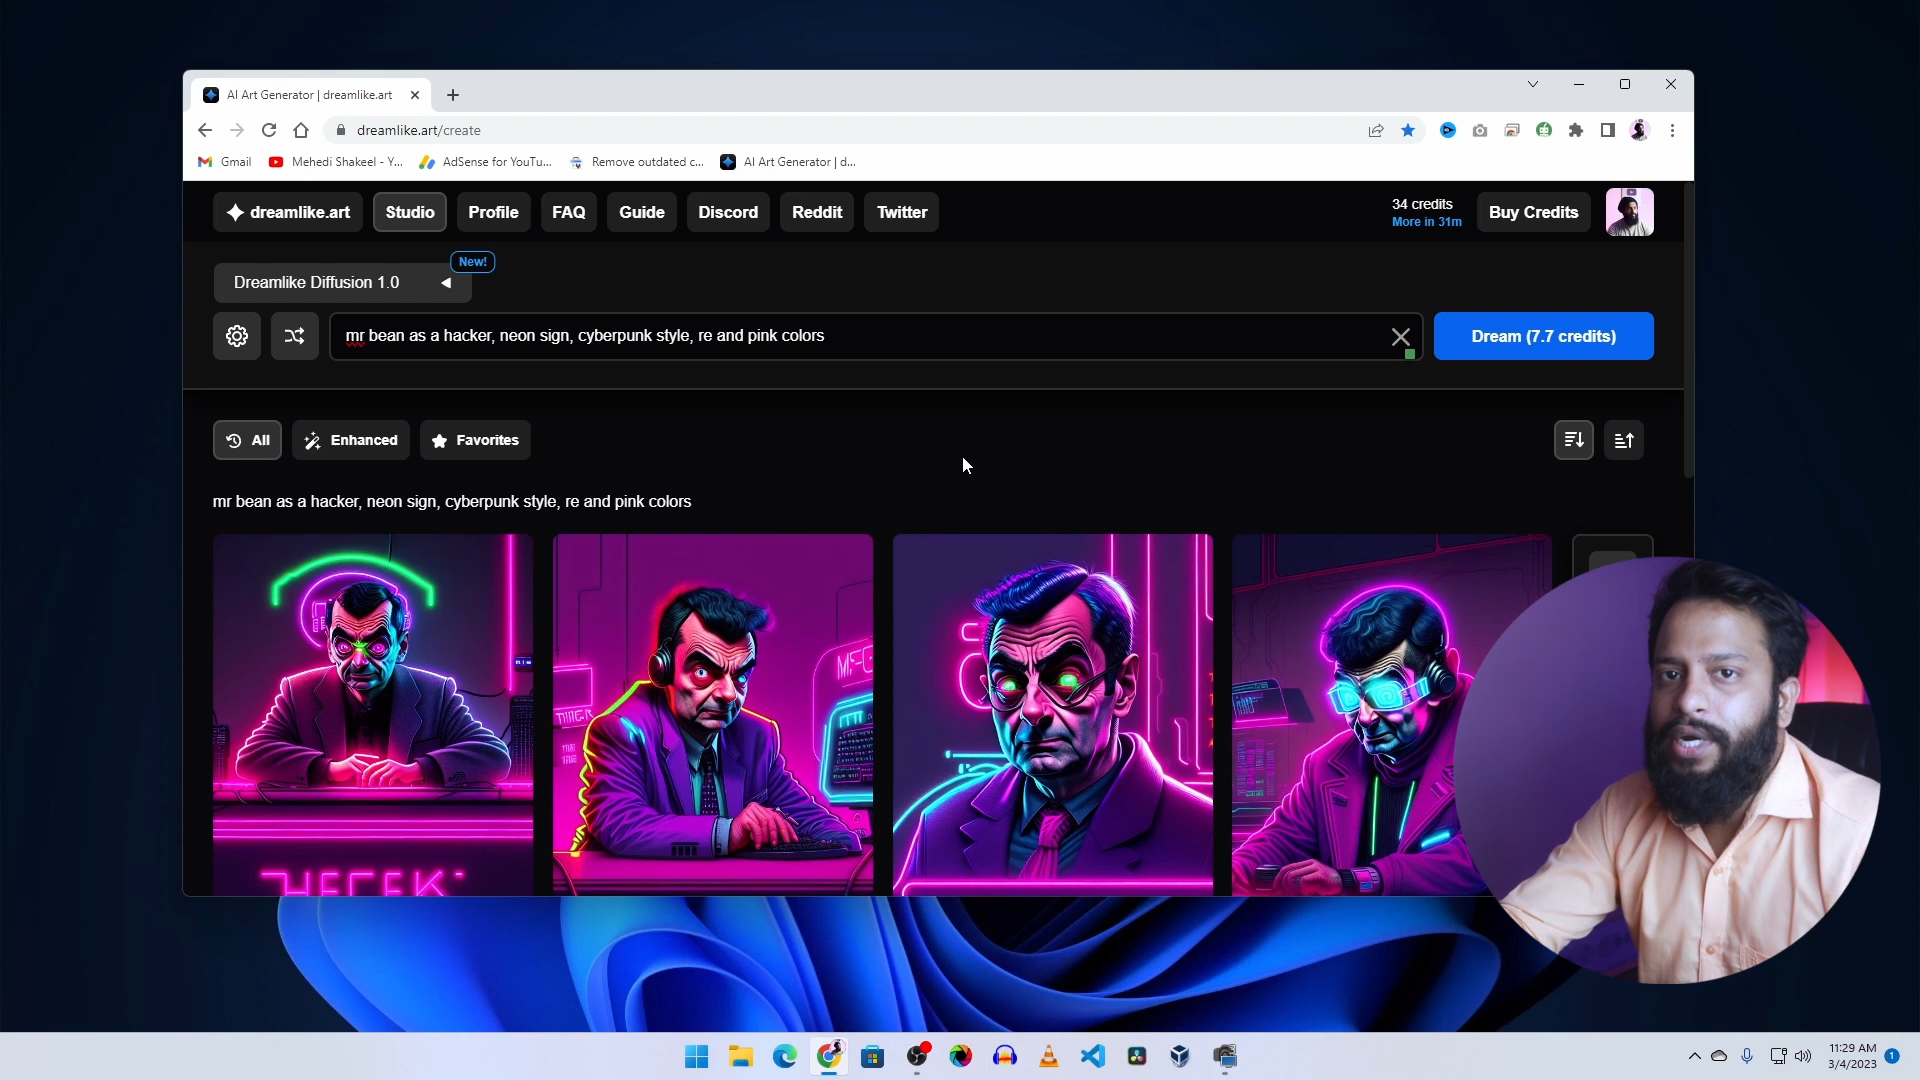 AI Art Generator | dreamlike.art
dreamlike.art/create
Gmail
Mehedi Shakeel - Y...
AdSense for YouTu...
Remove outdated c...
AI Art Generator | d...
dreamlike.art
Studio
Profile
FAQ
Guide
Discord
Reddit
Twitter
34 credits
More in 31m
Buy Credits
New!
Dreamlike Diffusion 1.0
mr bean as a hacker, neon sign, cyberpunk style, re and pink colors
Dream (7.7 credits)
All
Enhanced
Favorites
mr bean as a hacker, neon sign, cyberpunk style, re and pink colors
11:29 AM
3/4/2023
1